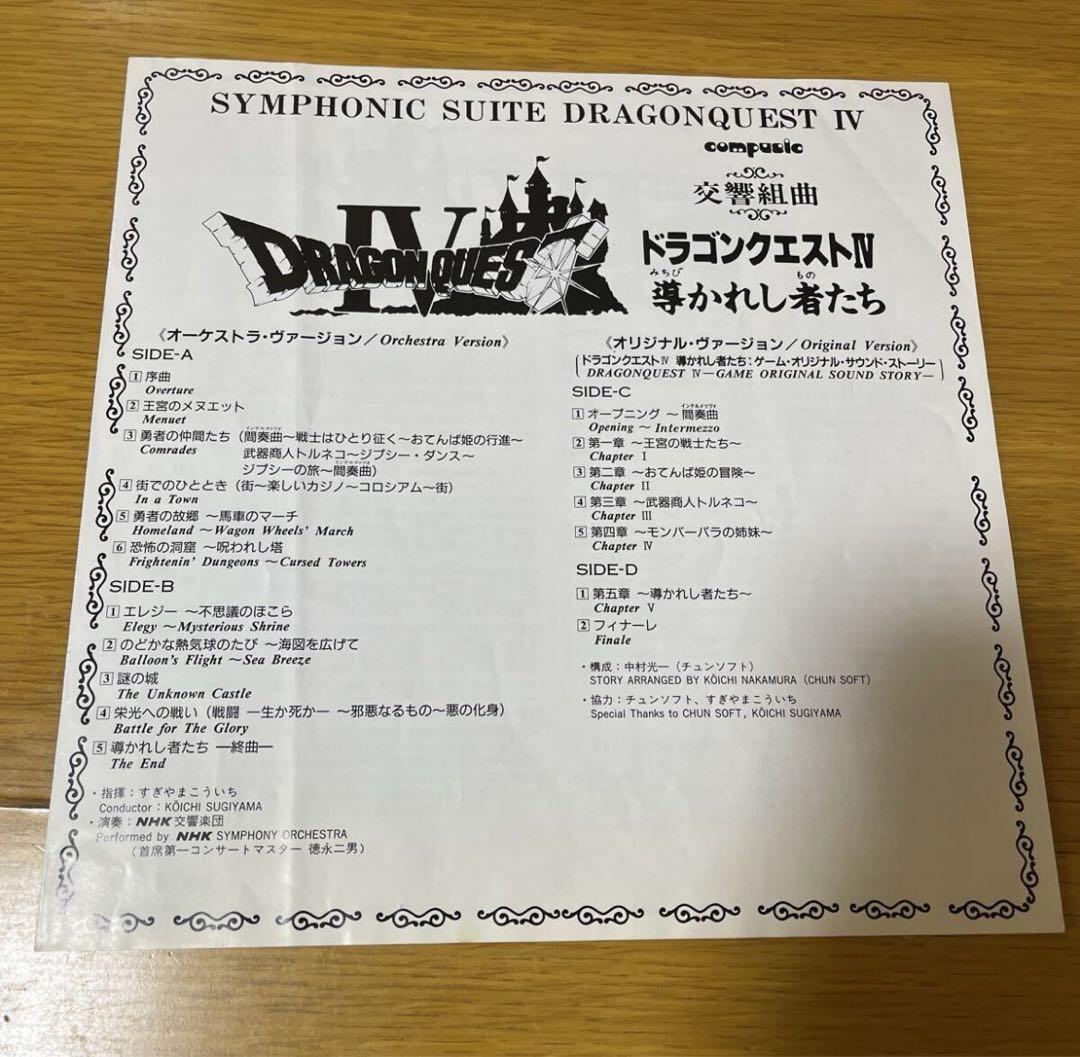 SYMPHONIC SUITE DRAGONQUEST IV
compusic
交響組曲
IV
DRAGON QUEST
ドラゴンクエストⅣ
みちび もの
導かれし者たち
《オーケストラ・ヴァージョン／Orchestra Version》
SIDE-A
1 序曲
Overture
2 王宮のメヌエット
Menuet
インテルメッツォ
3 勇者の仲間たち（間奏曲〜戦士はひとり征く〜おてんば姫の行進〜
Comrades 武器商人トルネコ〜ジプシー・ダンス〜
インテルメッツォ
ジプシーの旅〜間奏曲）
4 街でのひととき（街〜楽しいカジノ〜コロシアム〜街）
In a Town
5 勇者の故郷 〜馬車のマーチ
Homeland 〜Wagon Wheels' March
6 恐怖の洞窟 〜呪われし塔
Frightenin' Dungeons 〜Cursed Towers
SIDE-B
1 エレジー 〜不思議のほこら
Elegy 〜Mysterious Shrine
2 のどかな熱気球のたび 〜海図を広げて
Balloon's Flight 〜Sea Breeze
3 謎の城
The Unknown Castle
4 栄光への戦い（戦闘 ―生か死か― 〜邪悪なるもの〜悪の化身）
Battle for The Glory
5 導かれし者たち ―終曲―
The End
・指揮：すぎやまこういち
Conductor：KŌICHI SUGIYAMA
・演奏：NHK交響楽団
Performed by NHK SYMPHONY ORCHESTRA
（首席第一コンサートマスター 徳永二男）
《オリジナル・ヴァージョン／Original Version》
ドラゴンクエストⅣ 導かれし者たち：ゲーム・オリジナル・サウンド・ストーリー
DRAGONQUEST Ⅳ―GAME ORIGINAL SOUND STORY―
SIDE-C
インテルメッツォ
1 オープニング 〜 間奏曲
Opening 〜 Intermezzo
2 第一章 〜王宮の戦士たち〜
Chapter Ⅰ
3 第二章 〜おてんば姫の冒険〜
Chapter Ⅱ
4 第三章 〜武器商人トルネコ〜
Chapter Ⅲ
5 第四章 〜モンバーバラの姉妹〜
Chapter Ⅳ
SIDE-D
1 第五章 〜導かれし者たち〜
Chapter Ⅴ
2 フィナーレ
Finale
・構成：中村光一（チュンソフト）
STORY ARRANGED BY KŌICHI NAKAMURA（CHUN SOFT）
・協力：チュンソフト、すぎやまこういち
Special Thanks to CHUN SOFT, KŌICHI SUGIYAMA